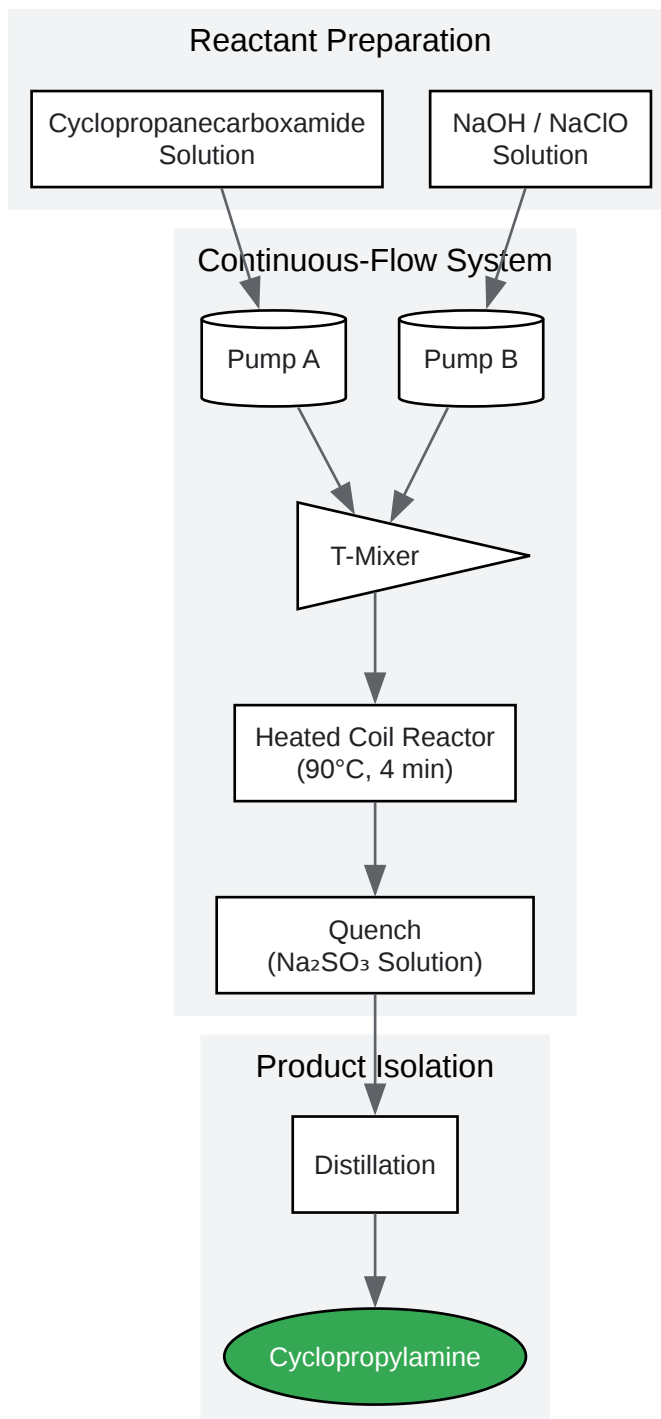 Reactant Preparation
Cyclopropanecarboxamide
Solution
NaOH / NaClO
Solution
Continuous-Flow System
Pump A
Pump B
T-Mixer
Heated Coil Reactor
(90°C, 4 min)
Quench
(Na₂SO₃ Solution)
Product Isolation
Distillation
Cyclopropylamine